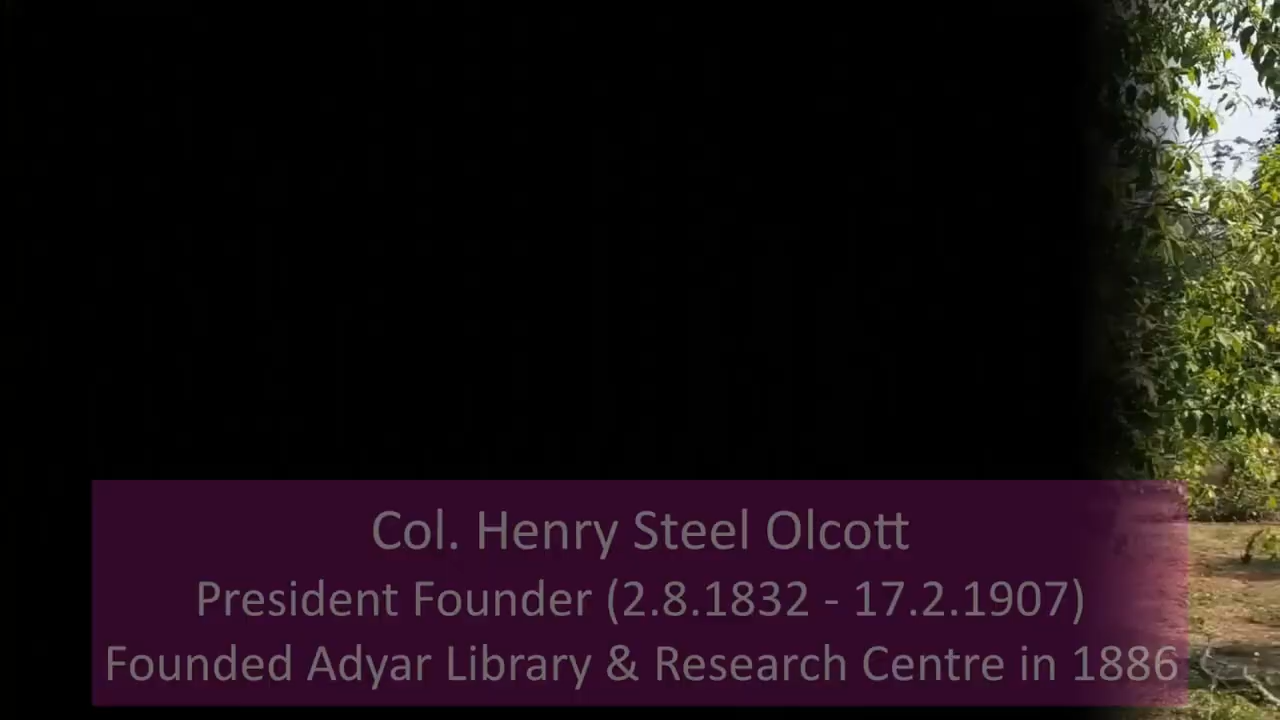 Col. Henry Steel Olcott
President Founder (2.8.1832 - 17.2.1907)
Founded Adyar Library & Research Centre in 1886